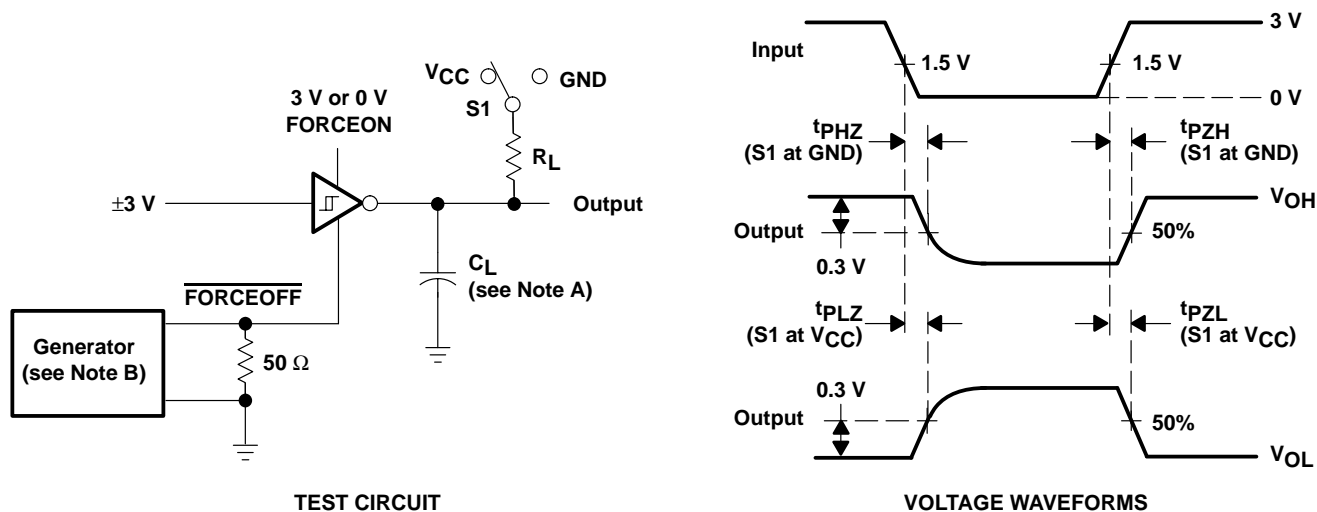 VCC
GND
S1
3 V or 0 V
FORCEON
RL
±3 V
Output
CL
(see Note A)
FORCEOFF
Generator
(see Note B)
50 Ω
TEST CIRCUIT
Input
3 V
1.5 V
1.5 V
0 V
tPHZ
(S1 at GND)
tPZH
(S1 at GND)
VOH
Output
50%
0.3 V
tPLZ
(S1 at VCC)
tPZL
(S1 at VCC)
0.3 V
Output
50%
VOL
VOLTAGE WAVEFORMS